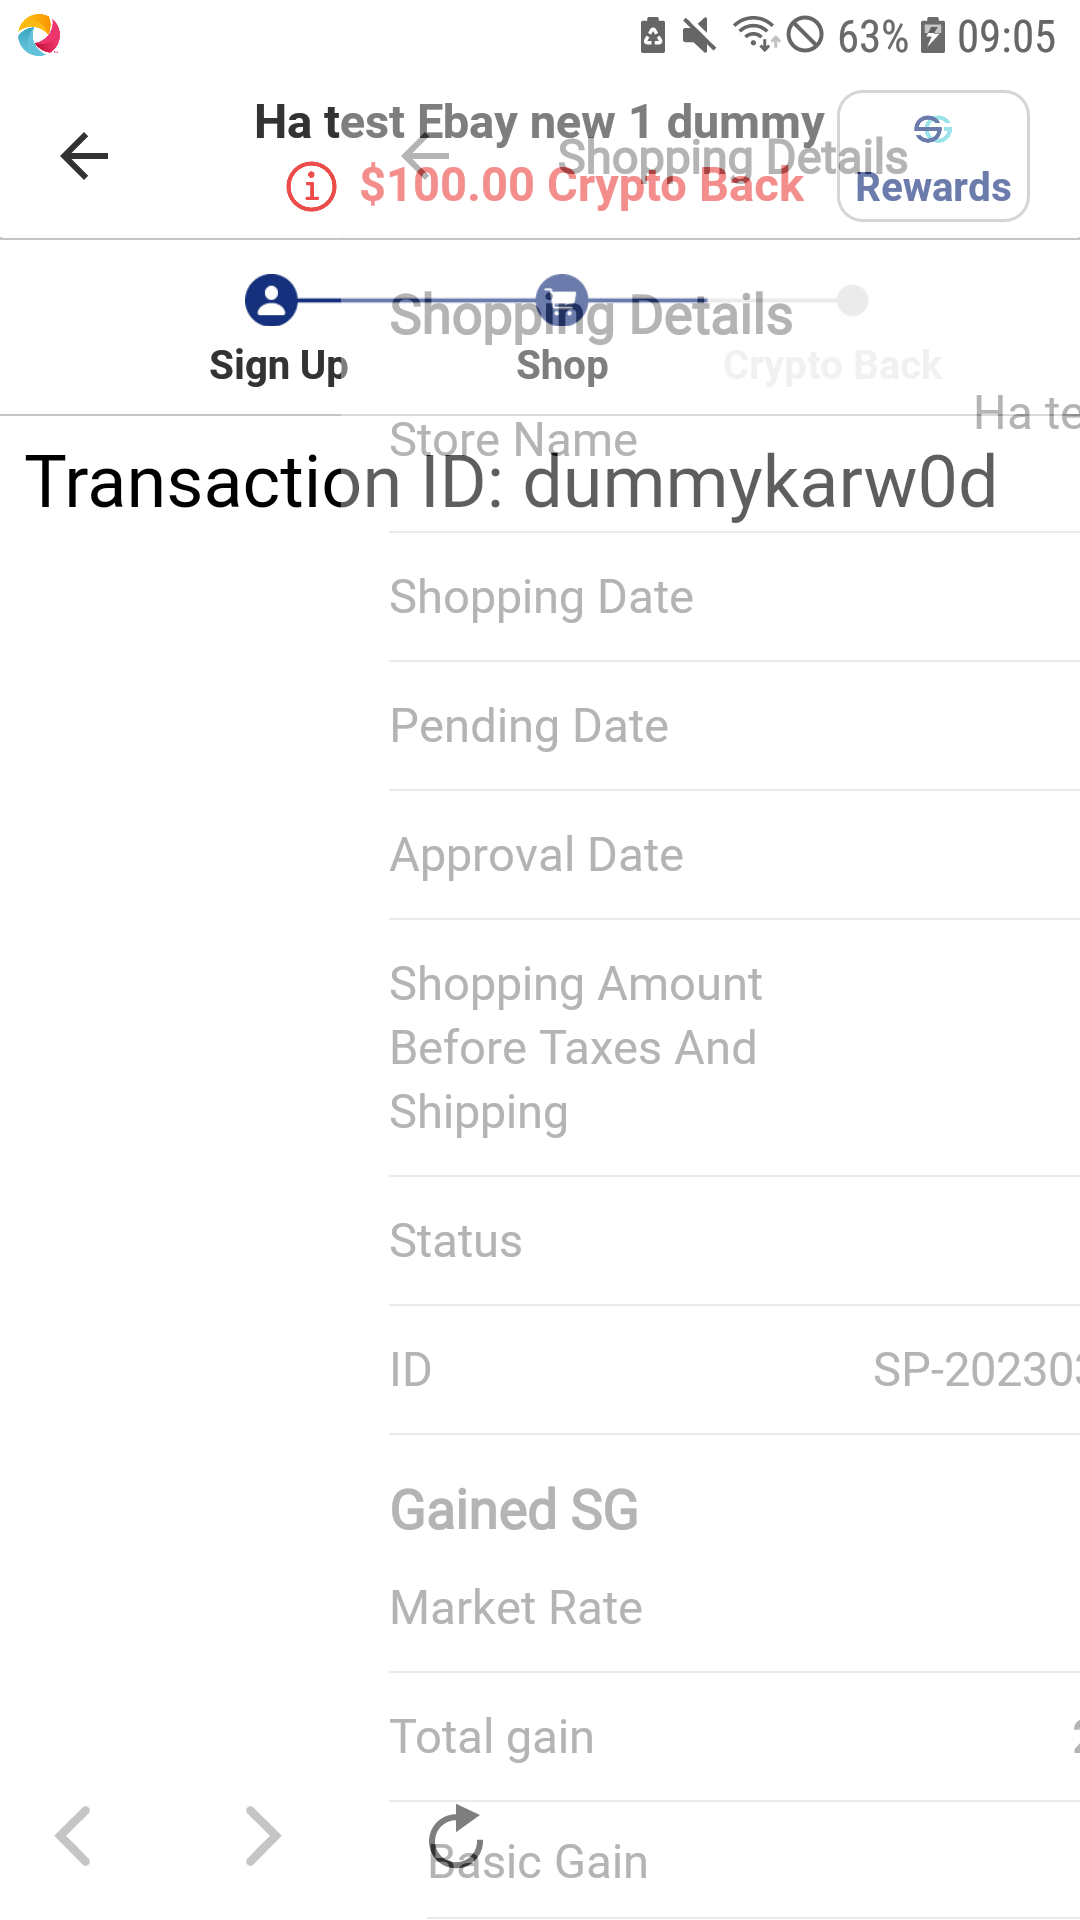 63% 09:05
Ha test Ebay new 1 dummy
Shopping Details
$100.00 Crypto Back
Rewards
Shopping Details
Sign Up
Shop
Crypto Back
Store Name
Ha te
Transaction ID: dummykarw0d
Shopping Date
Pending Date
Approval Date
Shopping Amount
Before Taxes And
Shipping
Status
ID
SP-20230
Gained SG
Market Rate
Total gain
Basic Gain